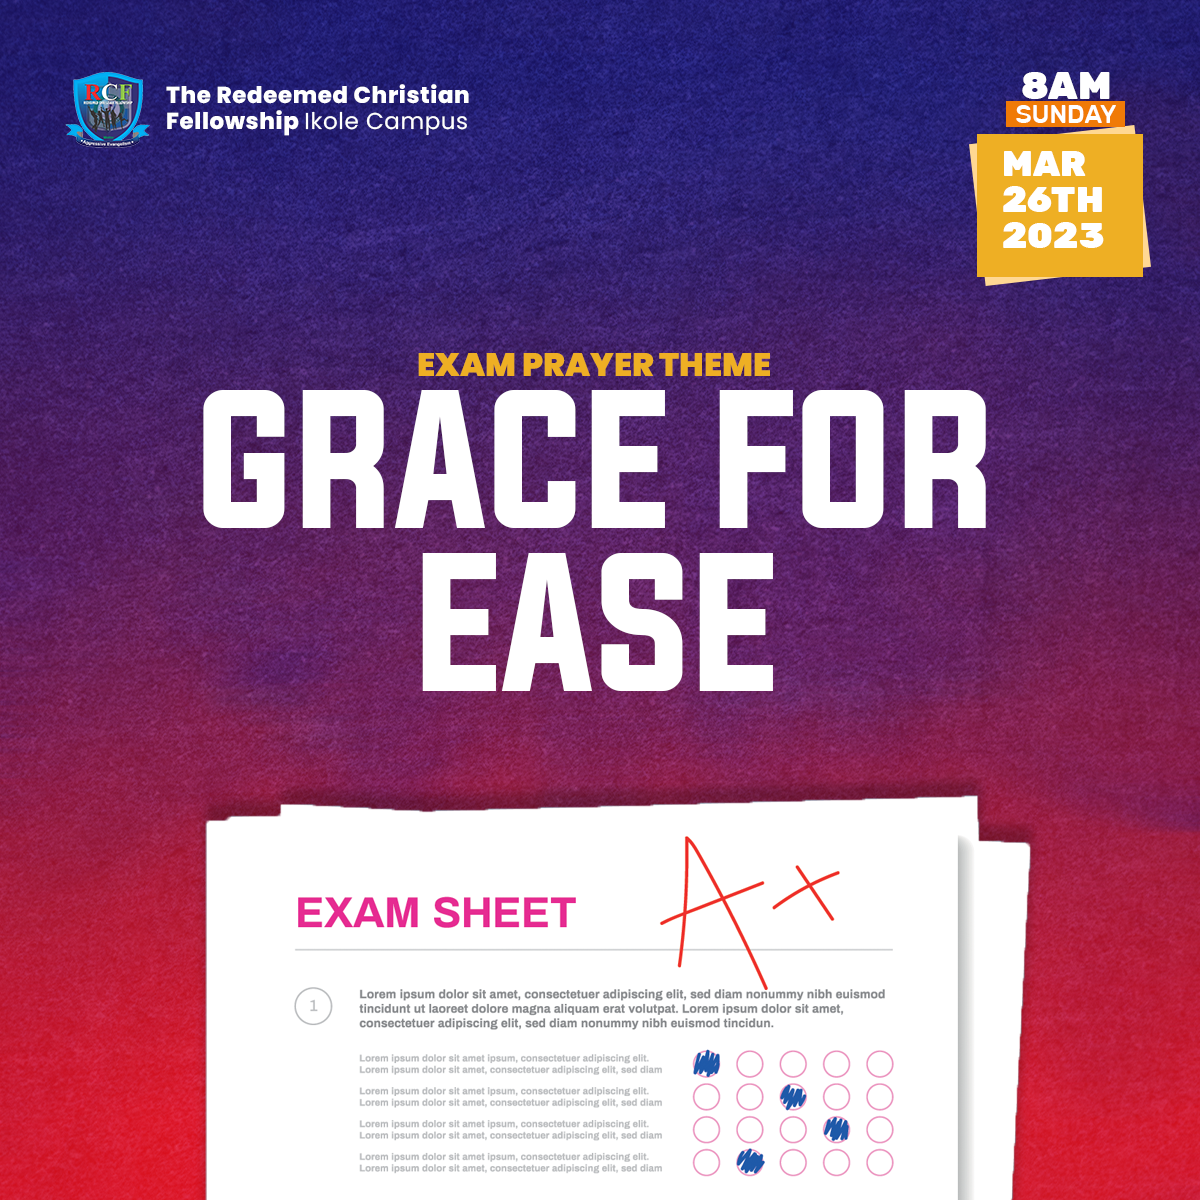 RCF
The Redeemed Christian
Fellowship Ikole Campus
8AM
SUNDAY
MAR
26TH
2023
EXAM PRAYER THEME
GRACE FOR
EASE
EXAM SHEET
A+
1
Lorem ipsum dolor sit amet, consectetuer adipiscing elit, sed diam nonummy nibh euismod
tincidunt ut laoreet dolore magna aliquam erat volutpat. Lorem ipsum dolor sit amet,
consectetuer adipiscing elit, sed diam nonummy nibh euismod tincidun.
Lorem ipsum dolor sit amet ipsum, consectetuer adipiscing elit.
Lorem ipsum dolor sit amet, consectetuer adipiscing elit, sed diam
Lorem ipsum dolor sit amet ipsum, consectetuer adipiscing elit.
Lorem ipsum dolor sit amet, consectetuer adipiscing elit, sed diam
Lorem ipsum dolor sit amet ipsum, consectetuer adipiscing elit.
Lorem ipsum dolor sit amet, consectetuer adipiscing elit, sed diam
Lorem ipsum dolor sit amet ipsum, consectetuer adipiscing elit.
Lorem ipsum dolor sit amet, consectetuer adipiscing elit, sed diam